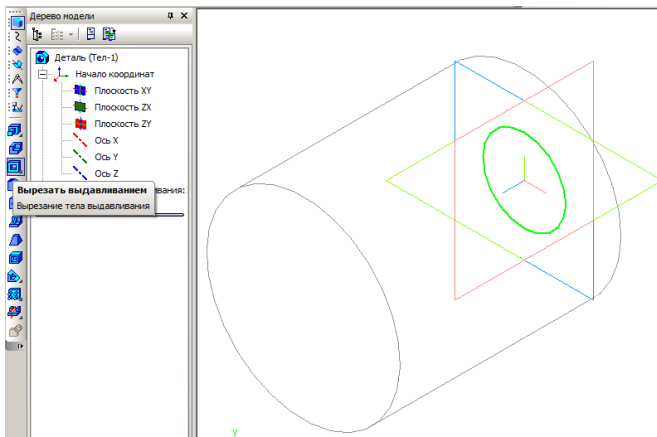 Дерево модели
Деталь (Тел-1)
Начало координат
Плоскость XY
Плоскость ZX
Плоскость ZY
Ось X
Ось Y
Ось Z
Вырезать выдавливанием
ивания:
Вырезание тела выдавливания
Y